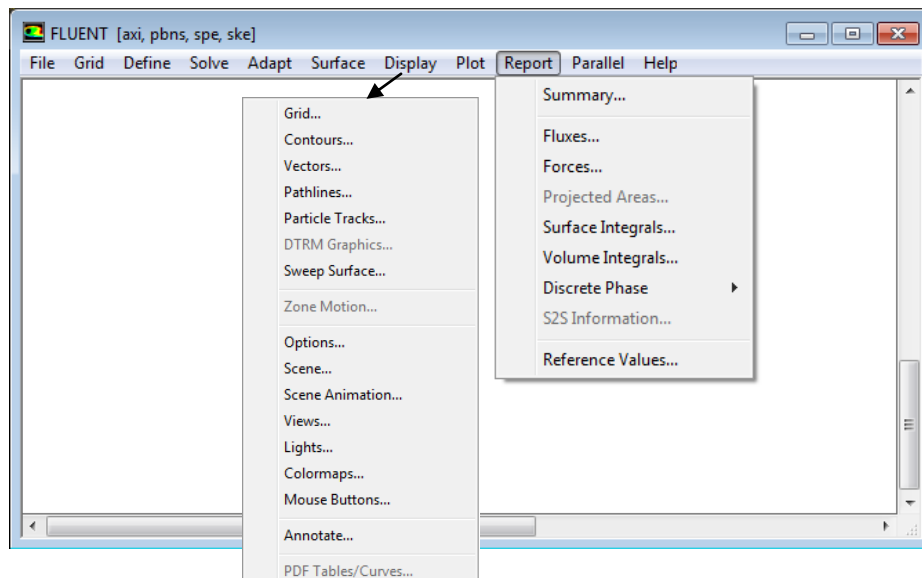 FLUENT [axi, pbns, spe, ske]
File Grid Define Solve Adapt Surface Display Plot Report Parallel Help
Grid...
Contours...
Vectors...
Pathlines...
Particle Tracks...
DTRM Graphics...
Sweep Surface...
Zone Motion...
Options...
Scene...
Scene Animation...
Views...
Lights...
Colormaps...
Mouse Buttons...
Annotate...
PDF Tables/Curves...
Summary...
Fluxes...
Forces...
Projected Areas...
Surface Integrals...
Volume Integrals...
Discrete Phase
S2S Information...
Reference Values...